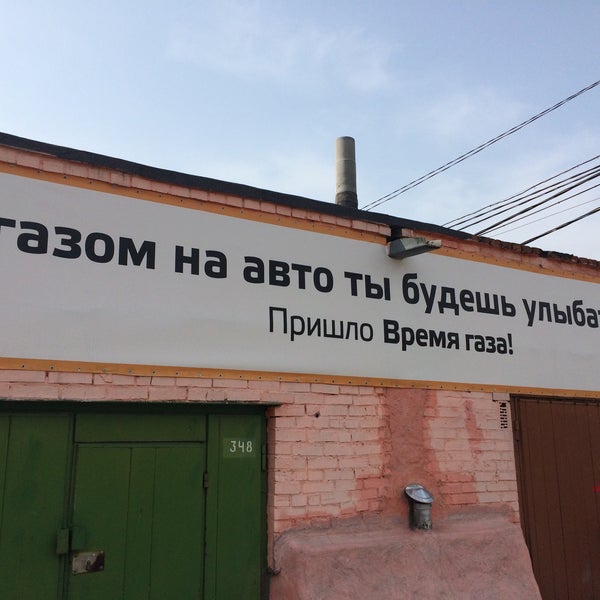 газом на авто ты будешь улыба
Пришло Время газа!
348